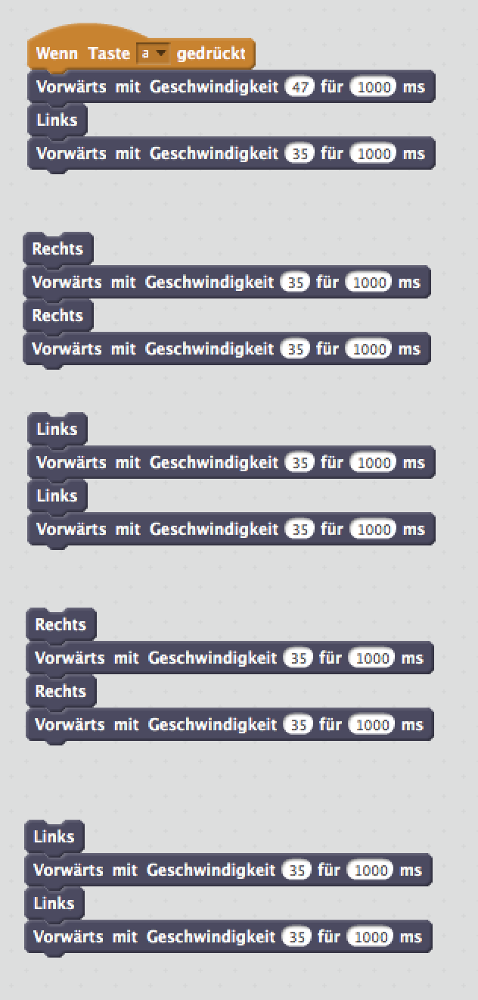 Wenn Taste a gedrückt
Vorwärts mit Geschwindigkeit 47 für 1000 ms
Links
Vorwärts mit Geschwindigkeit 35 für 1000 ms
Rechts
Vorwärts mit Geschwindigkeit 35 für 1000 ms
Rechts
Vorwärts mit Geschwindigkeit 35 für 1000 ms
Links
Vorwärts mit Geschwindigkeit 35 für 1000 ms
Links
Vorwärts mit Geschwindigkeit 35 für 1000 ms
Rechts
Vorwärts mit Geschwindigkeit 35 für 1000 ms
Rechts
Vorwärts mit Geschwindigkeit 35 für 1000 ms
Links
Vorwärts mit Geschwindigkeit 35 für 1000 ms
Links
Vorwärts mit Geschwindigkeit 35 für 1000 ms